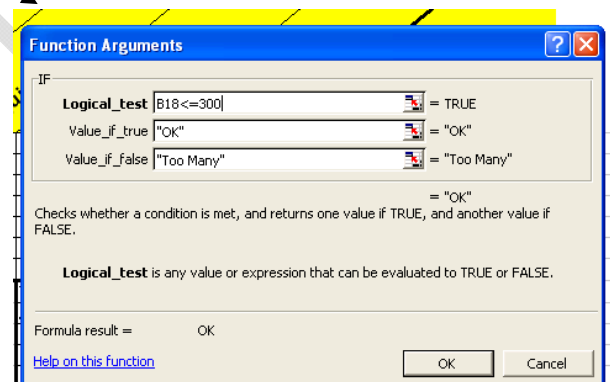 Function Arguments
IF
Logical_test B18<=300 = TRUE
Value_if_true "OK" = "OK"
Value_if_false "Too Many" = "Too Many"
= "OK"
Checks whether a condition is met, and returns one value if TRUE, and another value if
FALSE.
Logical_test is any value or expression that can be evaluated to TRUE or FALSE.
Formula result = OK
Help on this function OK Cancel